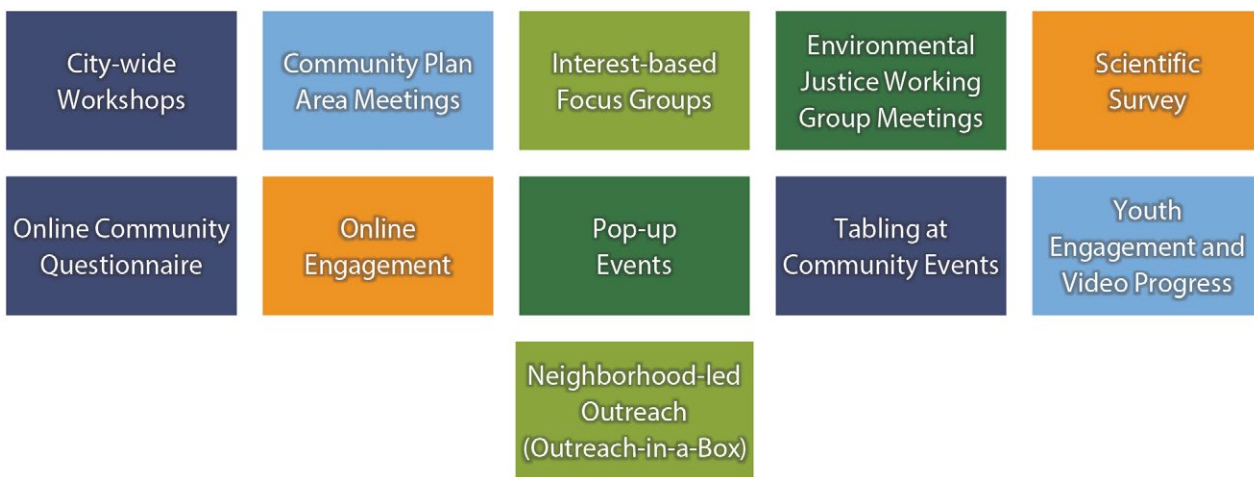 City-wide
Workshops
Community Plan
Area Meetings
Interest-based
Focus Groups
Environmental
Justice Working
Group Meetings
Scientific
Survey
Online Community
Questionnaire
Online
Engagement
Pop-up
Events
Tabling at
Community Events
Youth
Engagement and
Video Progress
Neighborhood-led
Outreach
(Outreach-in-a-Box)